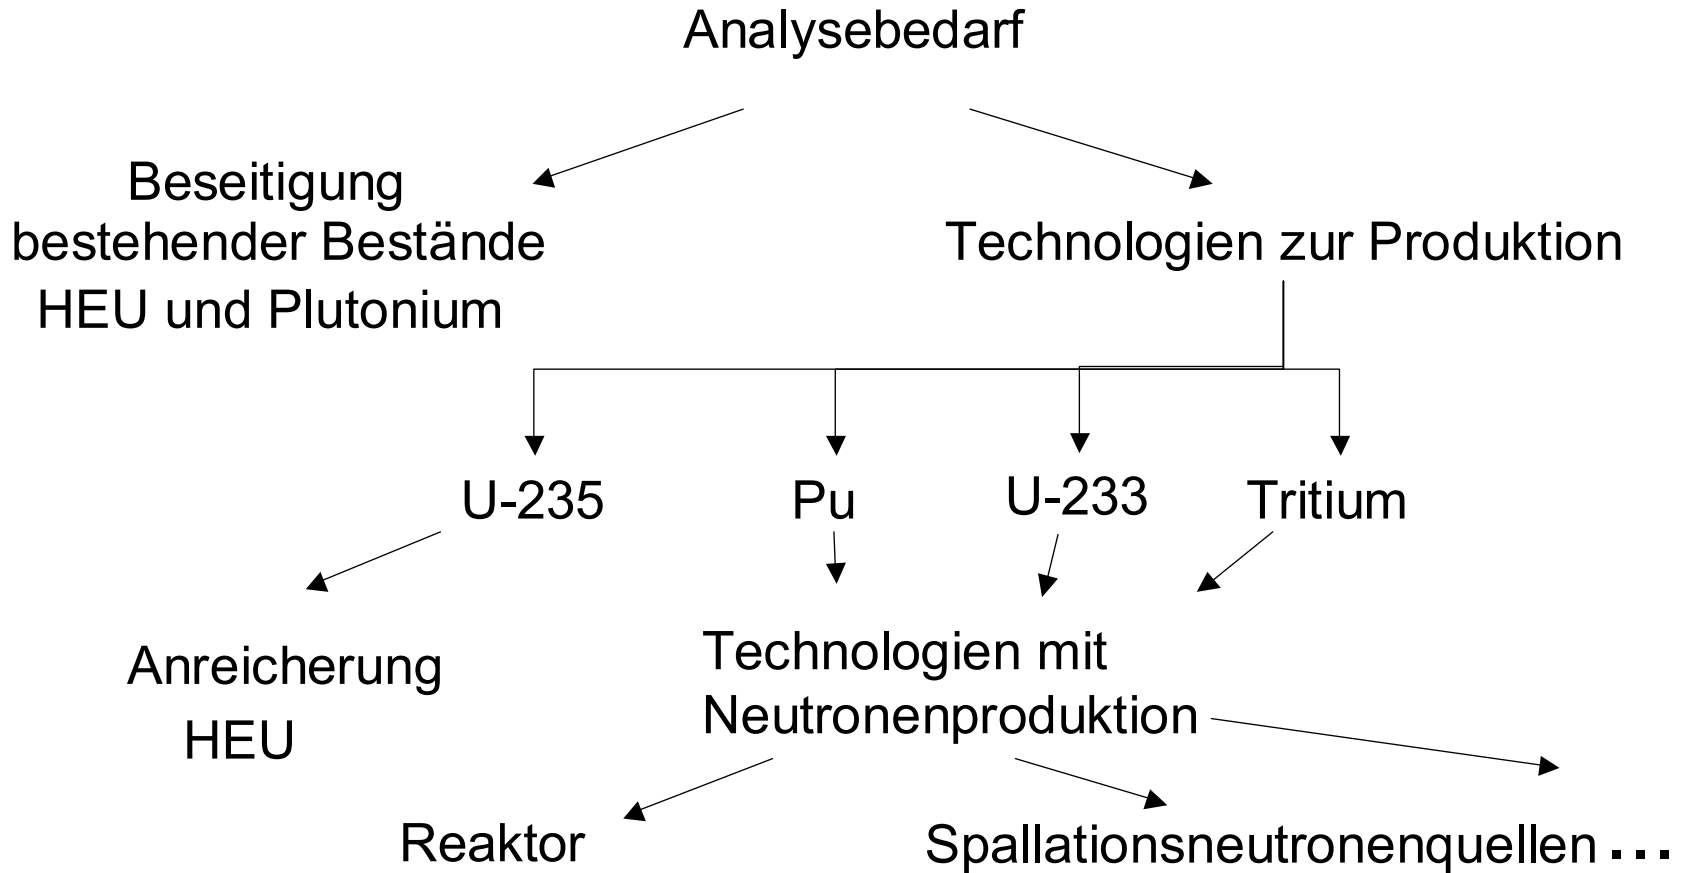 Analysebedarf
Beseitigung
bestehender Bestände
HEU und Plutonium
Technologien zur Produktion
U-235
Pu
U-233
Tritium
Anreicherung
HEU
Technologien mit
Neutronenproduktion
Reaktor
Spallationsneutronenquellen ...